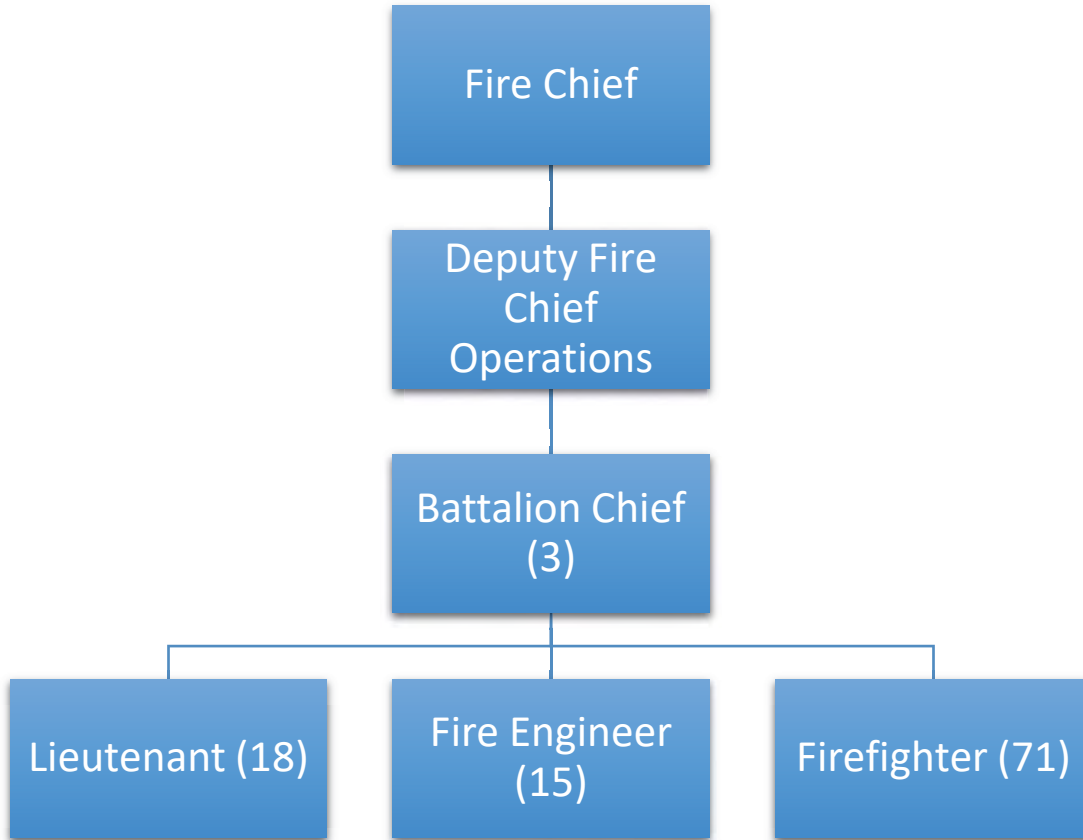 Fire Chief
Deputy Fire
Chief
Operations
Battalion Chief
(3)
Lieutenant (18)
Fire Engineer
(15)
Firefighter (71)